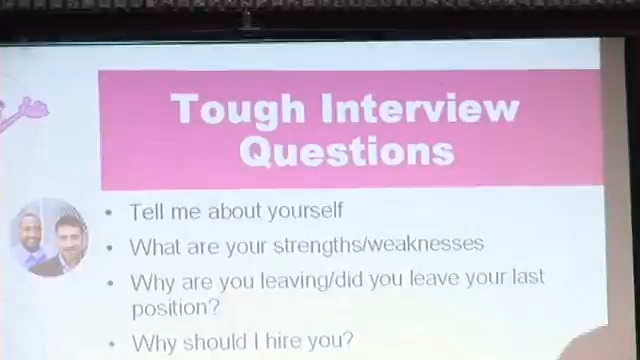 Tough Interview
Questions
• Tell me about yourself
• What are your strengths/weaknesses
• Why are you leaving/did you leave your last
position?
• Why should I hire you?